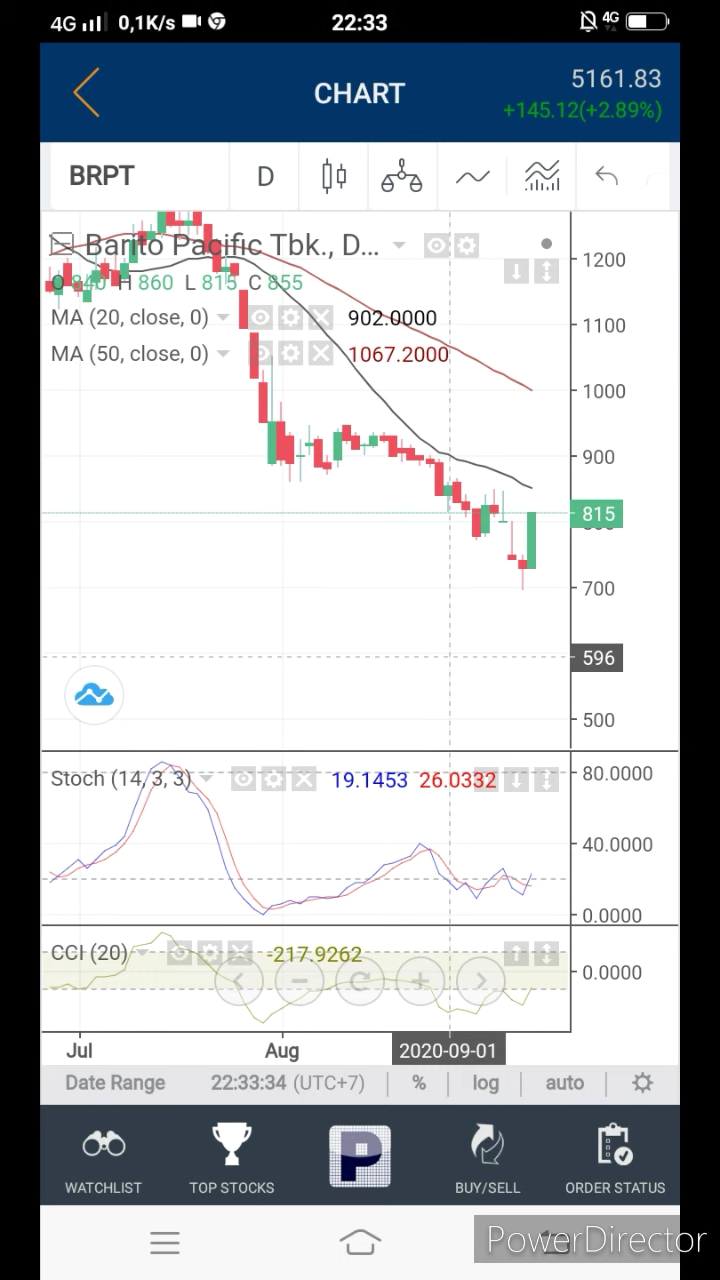 4G 0,1K/s 22:33 4G
CHART
5161.83
+145.12(+2.89%)
BRPT D
Barito Pacific Tbk., D...
O 840 H 860 L 815 C 855
MA (20, close, 0) 902.0000
MA (50, close, 0) 1067.2000
1200
1100
1000
900
815
800
700
596
500
Stoch (14, 3, 3) 19.1453 26.0332
80.0000
40.0000
0.0000
CCI (20) -217.9262
0.0000
Jul Aug 2020-09-01
Date Range 22:33:34 (UTC+7) % log auto
P
WATCHLIST TOP STOCKS BUY/SELL ORDER STATUS
PowerDirector